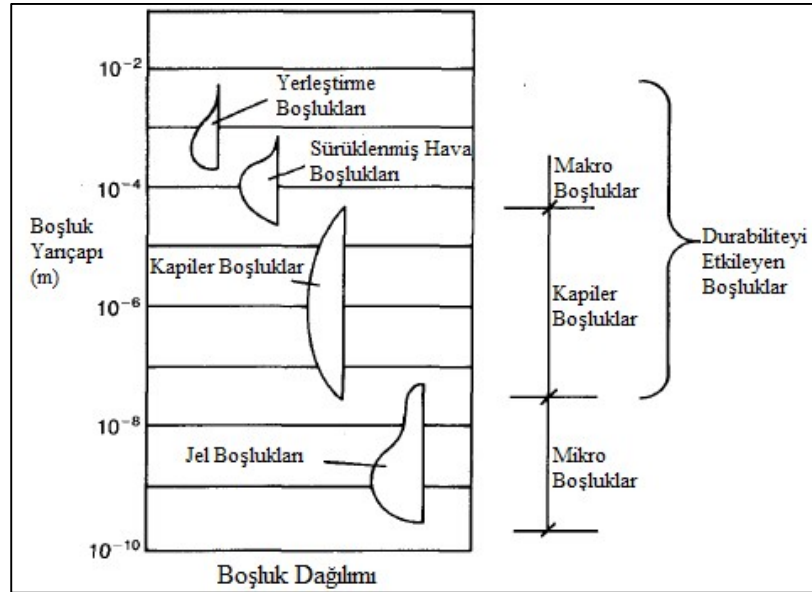 10−2
Yerleştirme
Boşlukları
Sürüklenmiş Hava
Boşlukları
10−4
Makro
Boşluklar
Boşluk
Yarıçapı
(m)
Kapiler Boşluklar
Durabiliteyi
Etkileyen
Boşluklar
10−6
Kapiler
Boşluklar
10−8
Jel Boşlukları
Mikro
Boşluklar
10−10
Boşluk Dağılımı